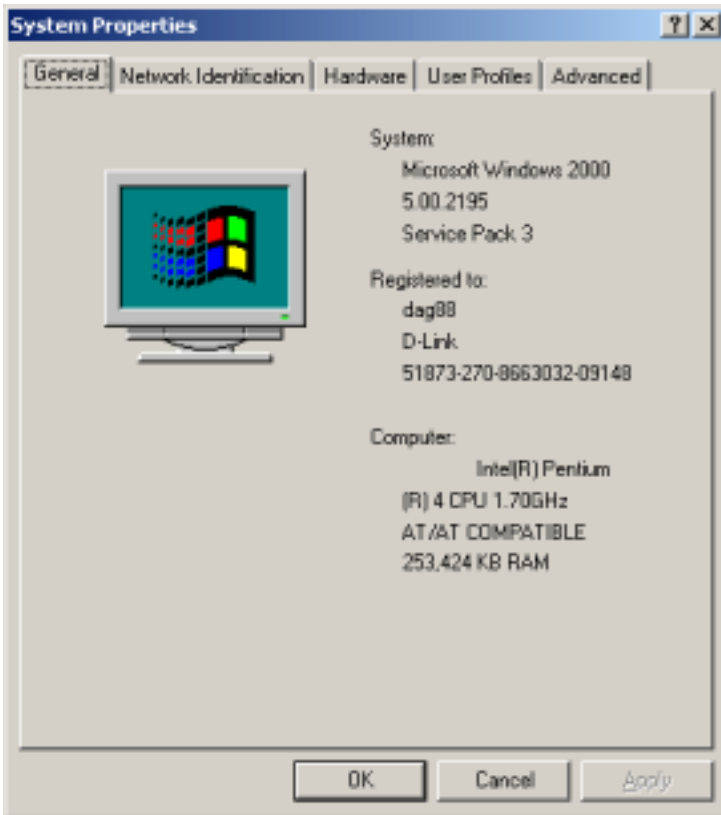 System Properties
General Network Identification Hardware User Profiles Advanced
System:
Microsoft Windows 2000
5.00.2195
Service Pack 3
Registered to:
dag88
D-Link
51873-270-8663032-09148
Computer:
Intel(R) Pentium
(R) 4 CPU 1.70GHz
AT/AT COMPATIBLE
253,424 KB RAM
OK Cancel Apply